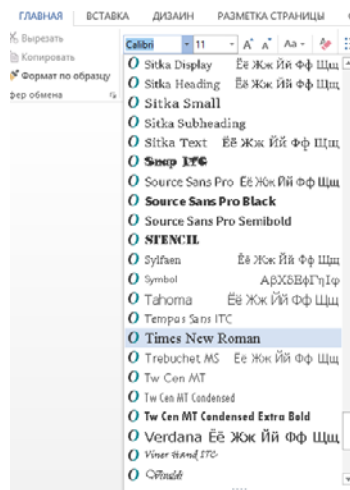 ГЛАВНАЯ ВСТАВКА ДИЗАЙН РАЗМЕТКА СТРАНИЦЫ
Вырезать
Копировать
Формат по образцу
фер обмена
Calibri 11 Aa
Sitka Display Ёё Жж Йй Фф Щщ
Sitka Heading Ёё Жж Йй Фф Щщ
Sitka Small
Sitka Subheading
Sitka Text Ёё Жж Йй Фф Щщ
Snap ITC
Source Sans Pro Ёё Жж Йй Фф Щщ
Source Sans Pro Black
Source Sans Pro Semibold
STENCIL
Sylfaen Ёё Жж Йй Фф Щщ
Symbol ΑβΧδΕφΓηΙφ
Tahoma Ёё Жж Йй Фф Щщ
Tempus Sans ITC
Times New Roman
Trebuchet MS Ёё Жж Йй Фф Щщ
Tw Cen MT
Tw Cen MT Condensed
Tw Cen MT Condensed Extra Bold
Verdana Ёё Жж Йй Фф Щщ
Viner Hand ITC
Vivaldi